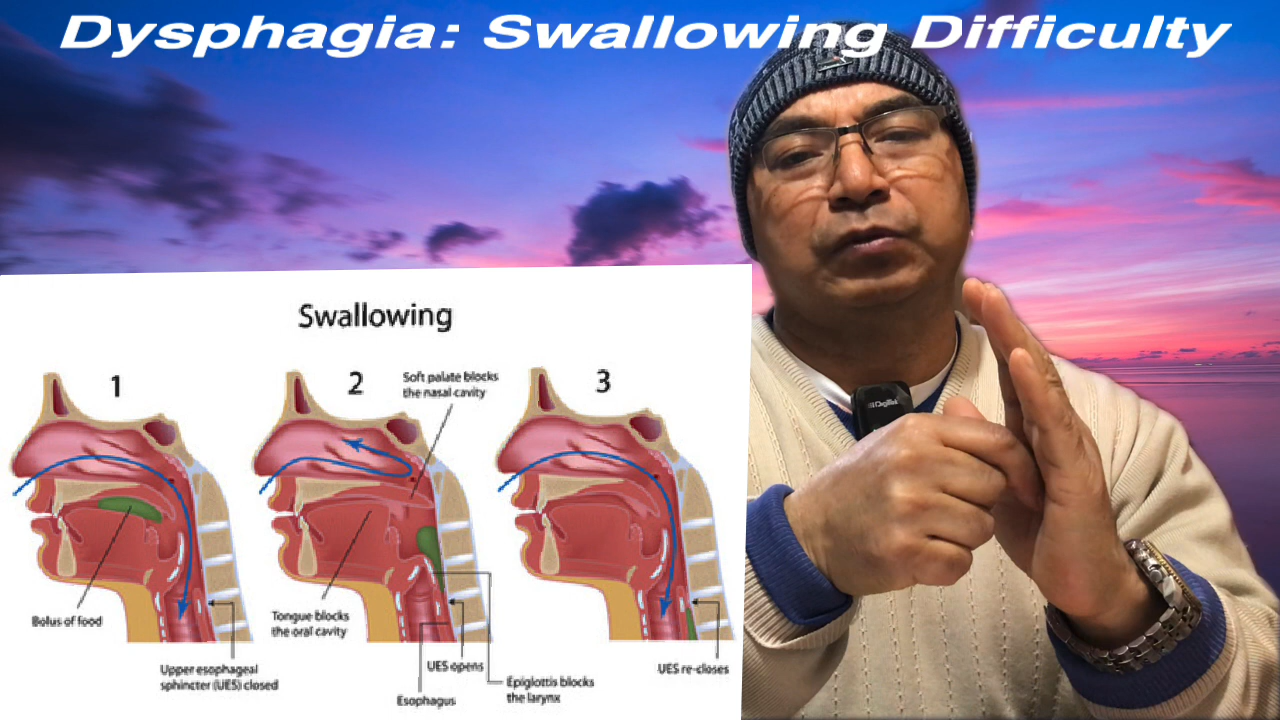 Dysphagia: Swallowing Difficulty
Swallowing
1
2
3
Soft palate blocks
the nasal cavity
Bolus of food
Upper esophageal
sphincter (UES) closed
Tongue blocks
the oral cavity
Esophagus
UES opens
Epiglottis blocks
the larynx
UES re-closes
DigiTek